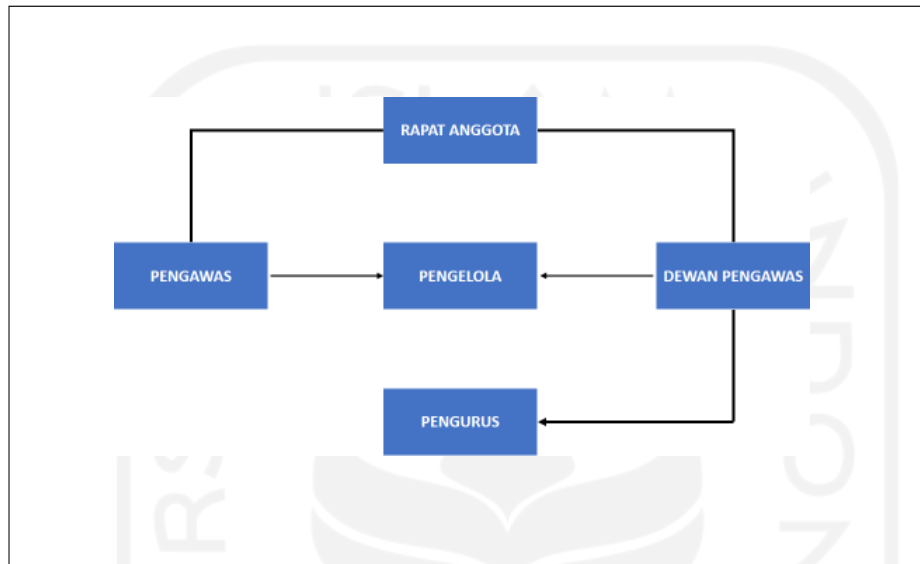 RAPAT ANGGOTA
PENGAWAS
PENGELOLA
DEWAN PENGAWAS
PENGURUS